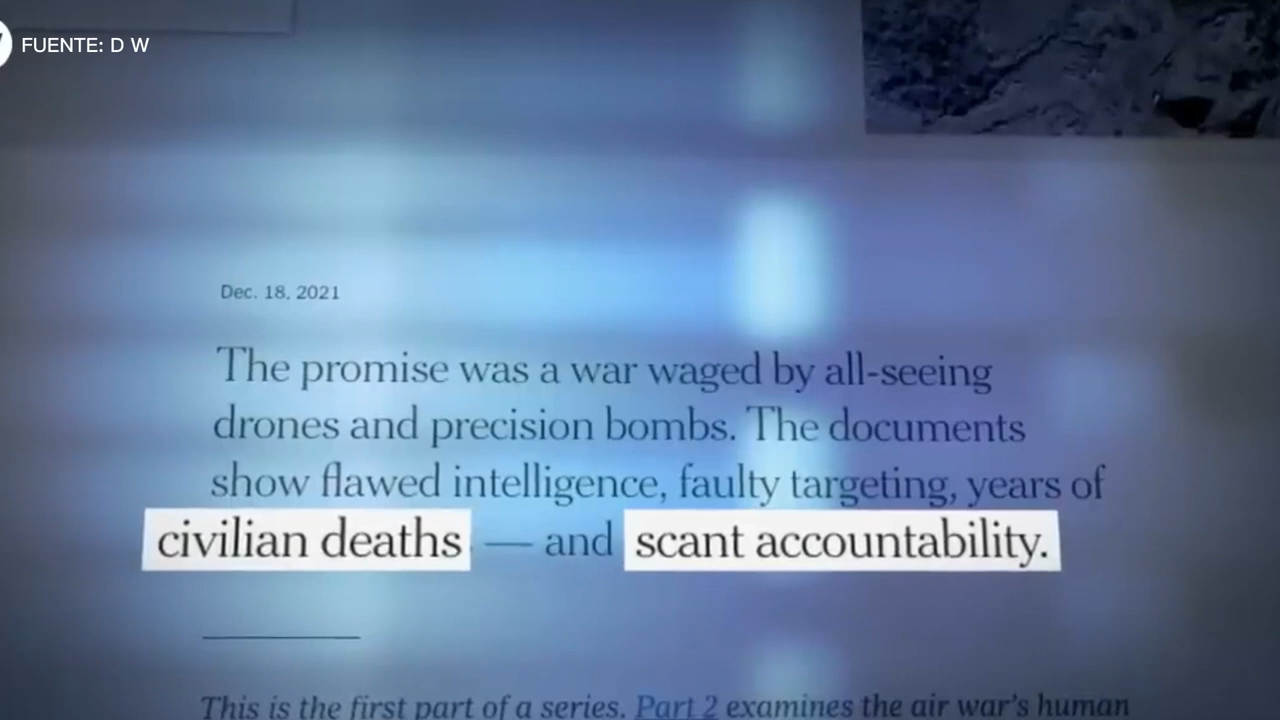 FUENTE: D W
Dec. 18, 2021
The promise was a war waged by all-seeing
drones and precision bombs. The documents
show flawed intelligence, faulty targeting, years of
civilian deaths — and scant accountability.
This is the first part of a series. Part 2 examines the air war's human